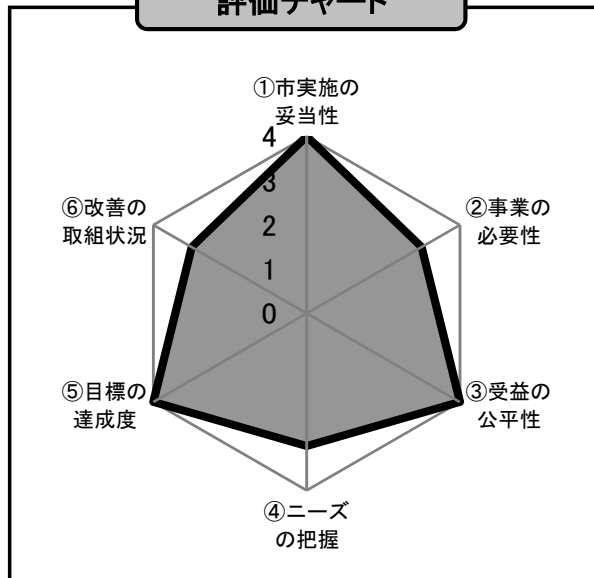 評価チャート
①市実施の
妥当性
4
3
2
1
0
②事業の
必要性
③受益の
公平性
④ニーズ
の把握
⑤目標の
達成度
⑥改善の
取組状況